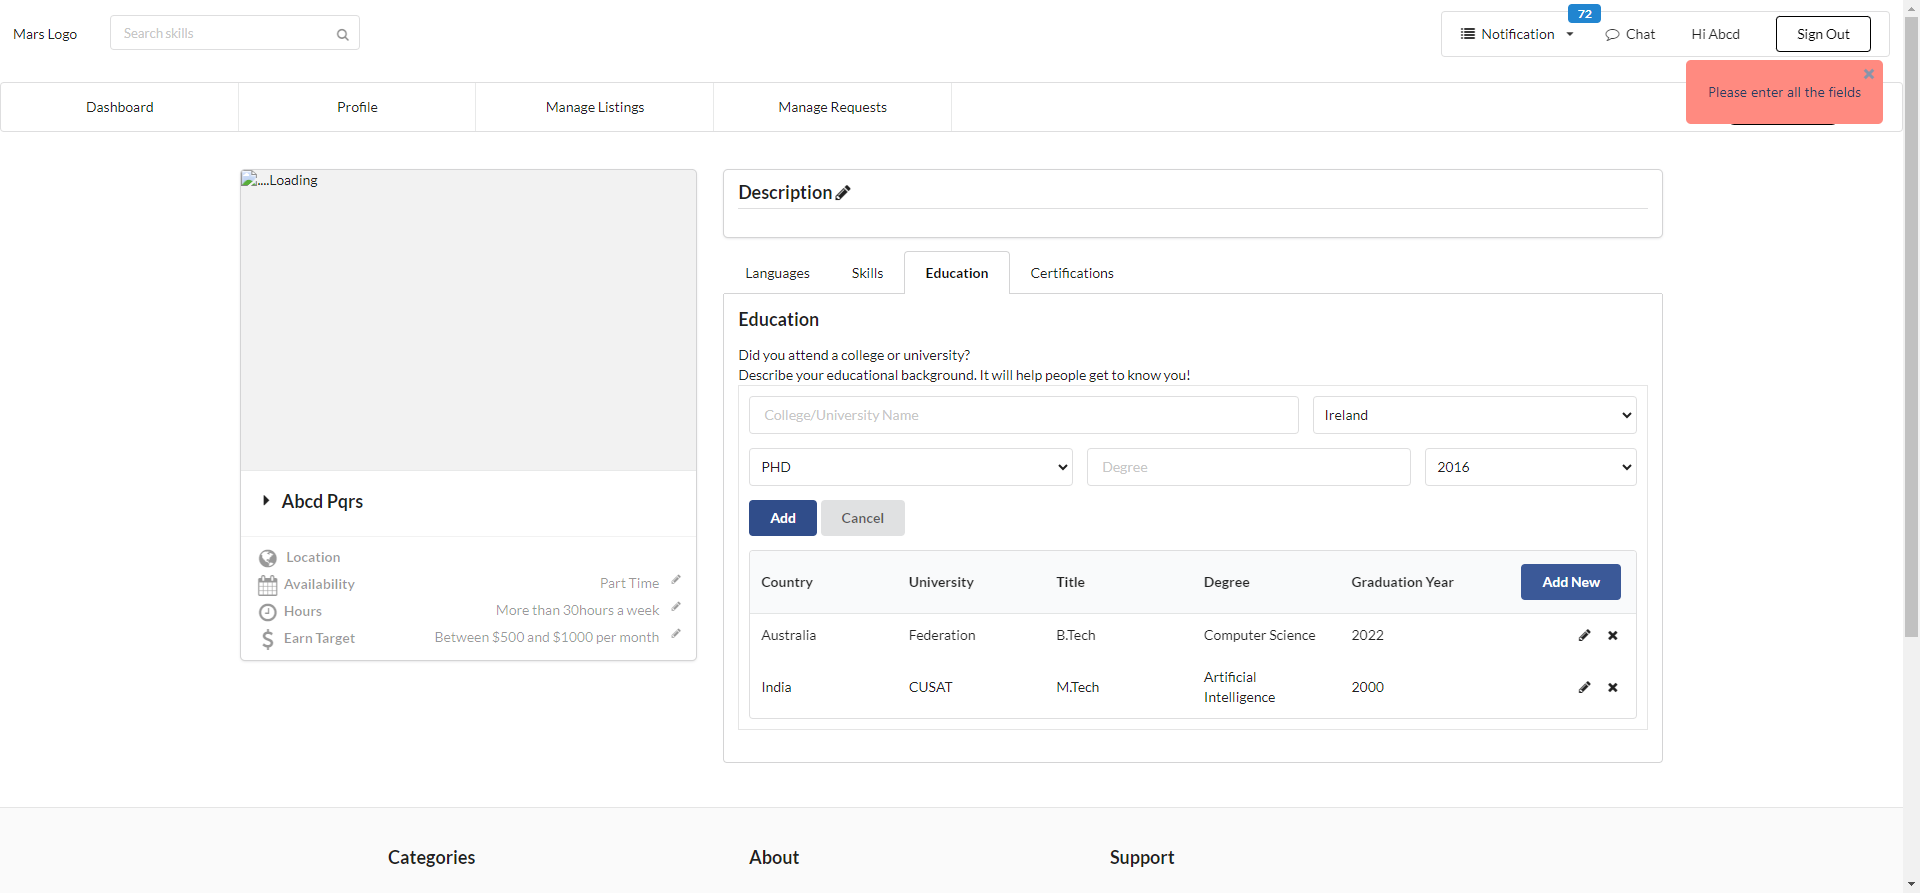 Mars Logo
Search skills
72
Notification
Chat
Hi Abcd
Sign Out
Please enter all the fields
Dashboard
Profile
Manage Listings
Manage Requests
....Loading
Abcd Pqrs
Location
Availability
Part Time
Hours
More than 30hours a week
Earn Target
Between $500 and $1000 per month
Description
Languages
Skills
Education
Certifications
Education
Did you attend a college or university?
Describe your educational background. It will help people get to know you!
College/University Name
Ireland
PHD
Degree
2016
Add
Cancel
Country
University
Title
Degree
Graduation Year
Add New
Australia
Federation
B.Tech
Computer Science
2022
India
CUSAT
M.Tech
Artificial
Intelligence
2000
Categories
About
Support